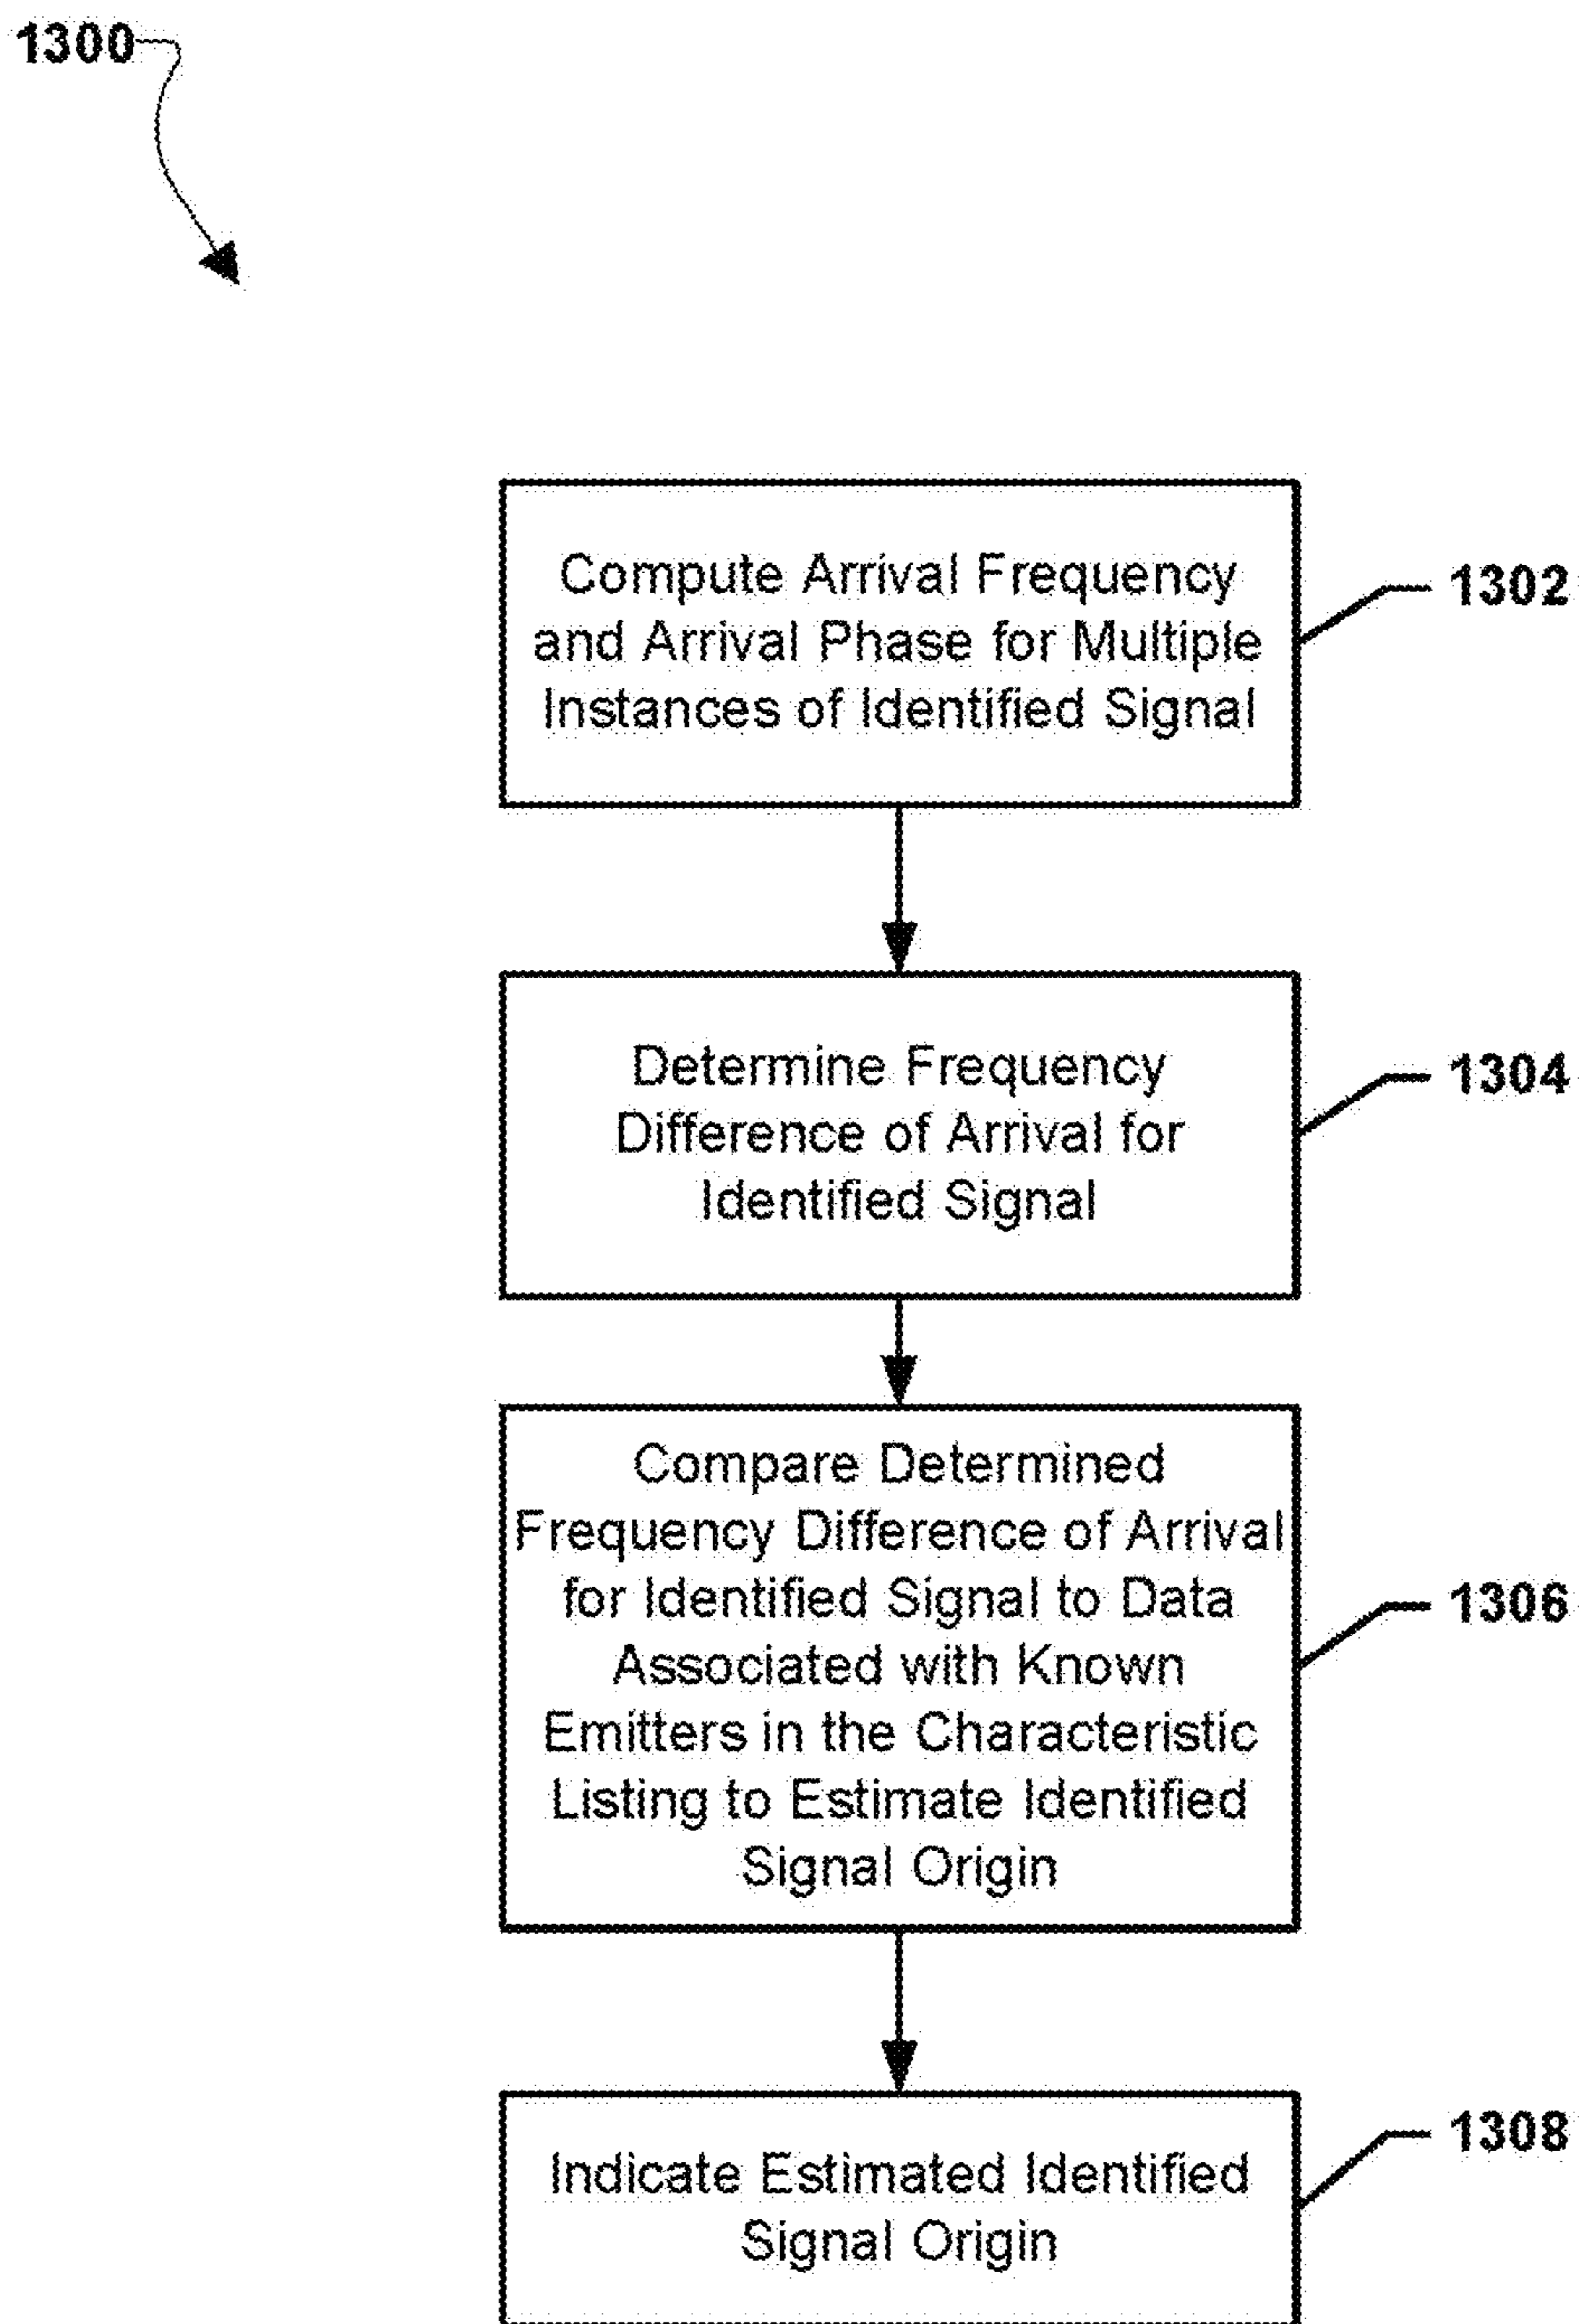 1300
Compute Arrival Frequency
and Arrival Phase for Multiple
Instances of Identified Signal
1302
Determine Frequency
Difference of Arrival for
Identified Signal
1304
Compare Determined
Frequency Difference of Arrival
for Identified Signal to Data
Associated with Known
Emitters in the Characteristic
Listing to Estimate Identified
Signal Origin
1306
Indicate Estimated Identified
Signal Origin
1308